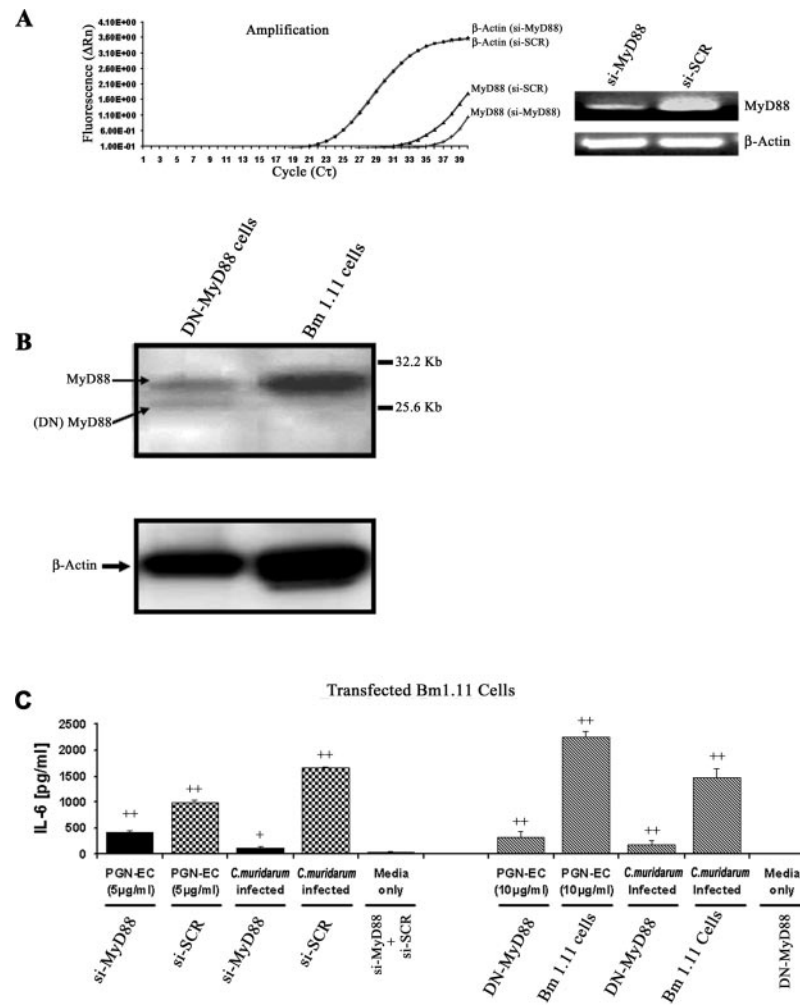 A
Amplification
Fluorescence (ΔRn)
4.10E+00
3.60E+00
3.10E+00
2.60E+00
2.10E+00
1.60E+00
1.10E+00
6.00E-01
1.00E-01
1 2 3 5 7 9 11 13 15 17 19 21 23 25 27 29 31 33 35 37 39 40
Cycle (Cτ)
β-Actin (si-MyD88)
β-Actin (si-SCR)
MyD88 (si-SCR)
MyD88 (si-MyD88)
si-MyD88
si-SCR
MyD88
β-Actin
B
DN-MyD88 cells
Bm 1.11 cells
MyD88
(DN) MyD88
32.2 Kb
25.6 Kb
β-Actin
C
Transfected Bm1.11 Cells
IL-6 [pg/ml]
2500
2000
1500
1000
500
0
++ ++ + ++ ++ ++ ++ ++
PGN-EC PGN-EC C.muridarum C.muridarum Media PGN-EC PGN-EC C.muridarum C.muridarum Media
(5µg/ml) (5µg/ml) infected infected only (10µg/ml) (10µg/ml) Infected Infected only
si-MyD88
si-SCR
si-MyD88
si-SCR
si-MyD88
+
si-SCR
DN-MyD88
Bm 1.11 cells
DN-MyD88
Bm 1.11 Cells
DN-MyD88